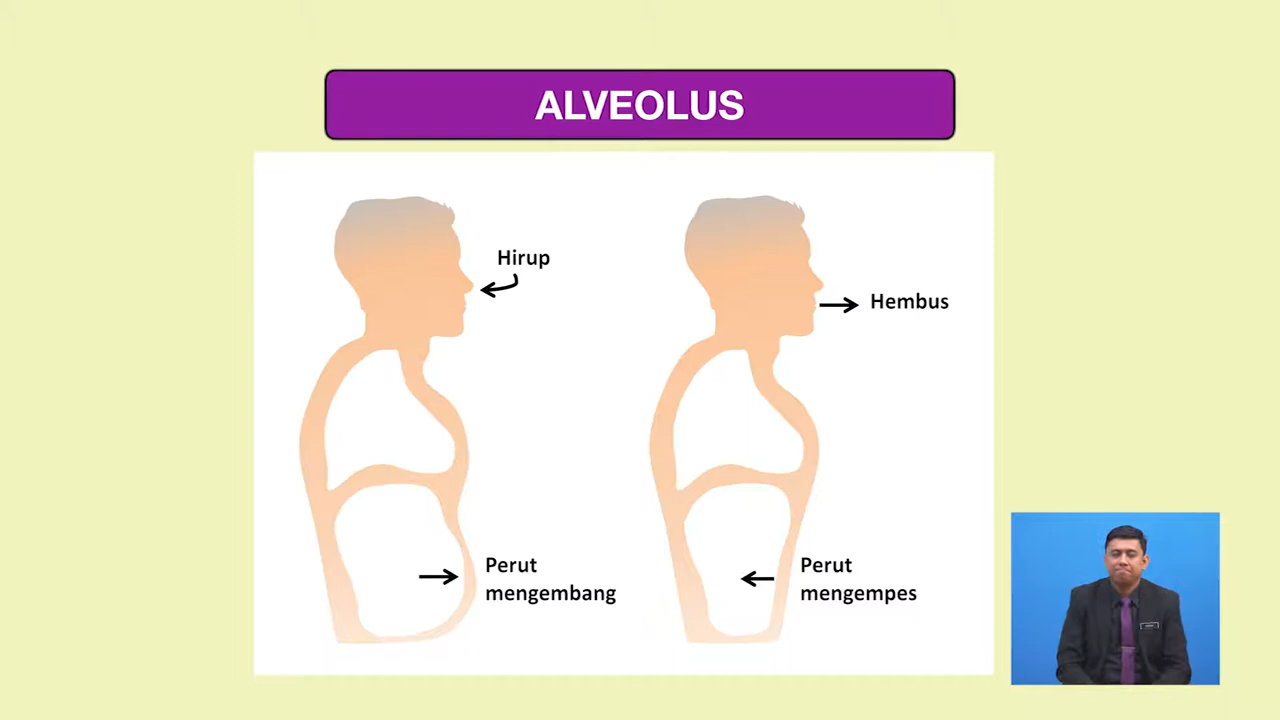 ALVEOLUS
Hirup
Hembus
Perut
mengembang
Perut
mengempes